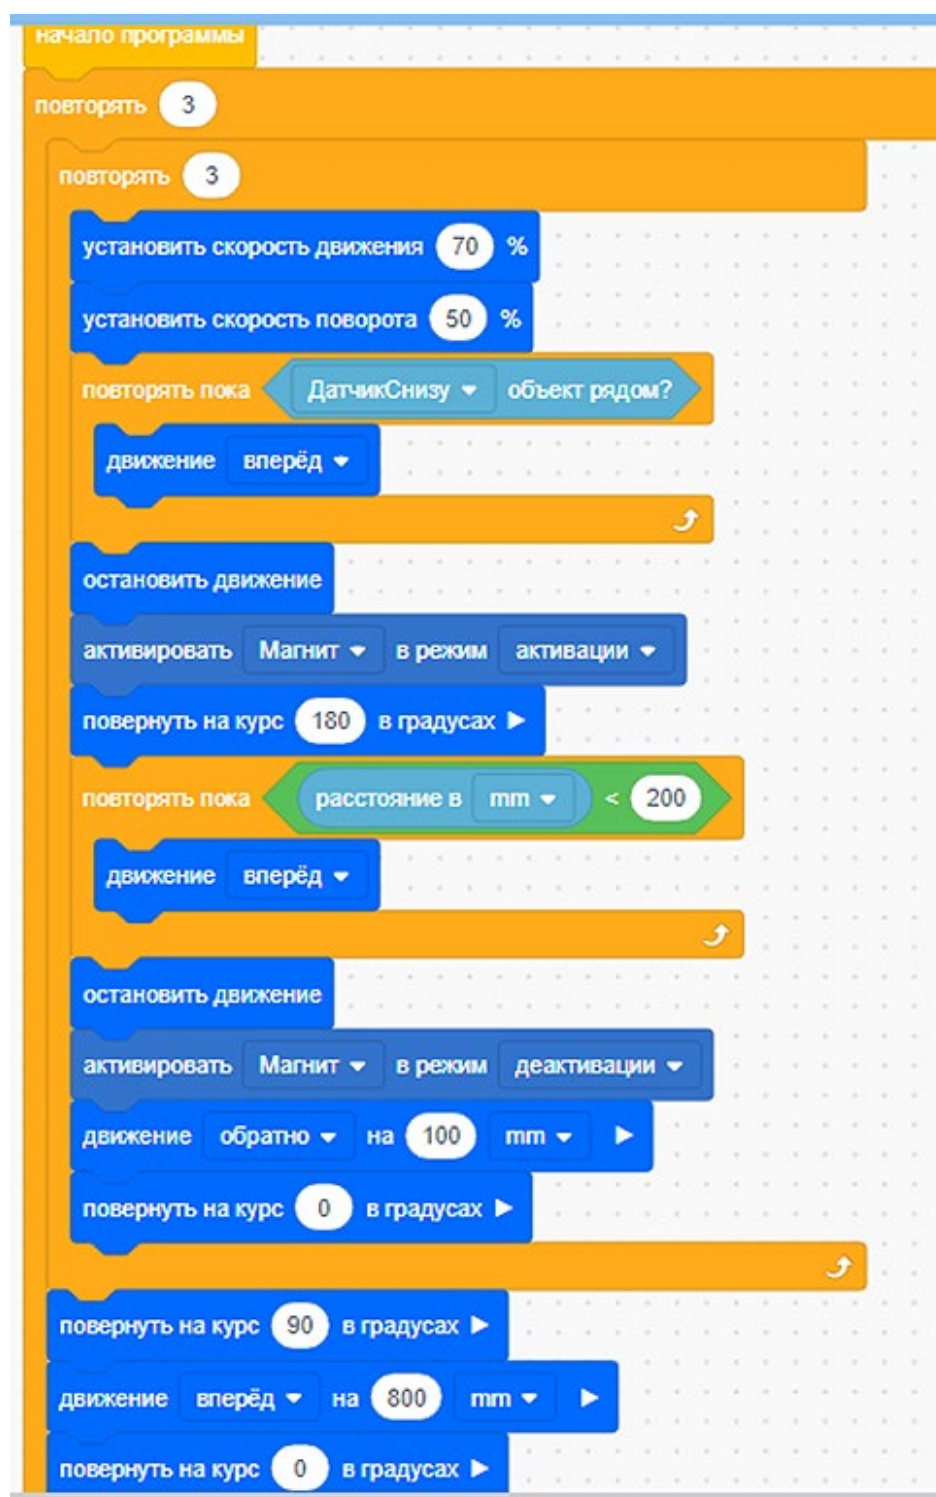 начало программы
повторять 3
повторять 3
установить скорость движения 70 %
установить скорость поворота 50 %
повторять пока ДатчикСнизу объект рядом?
движение вперёд
остановить движение
активировать Магнит в режим активации
повернуть на курс 180 в градусах
повторять пока расстояние в mm < 200
движение вперёд
остановить движение
активировать Магнит в режим деактивации
движение обратно на 100 mm
повернуть на курс 0 в градусах
повернуть на курс 90 в градусах
движение вперёд на 800 mm
повернуть на курс 0 в градусах